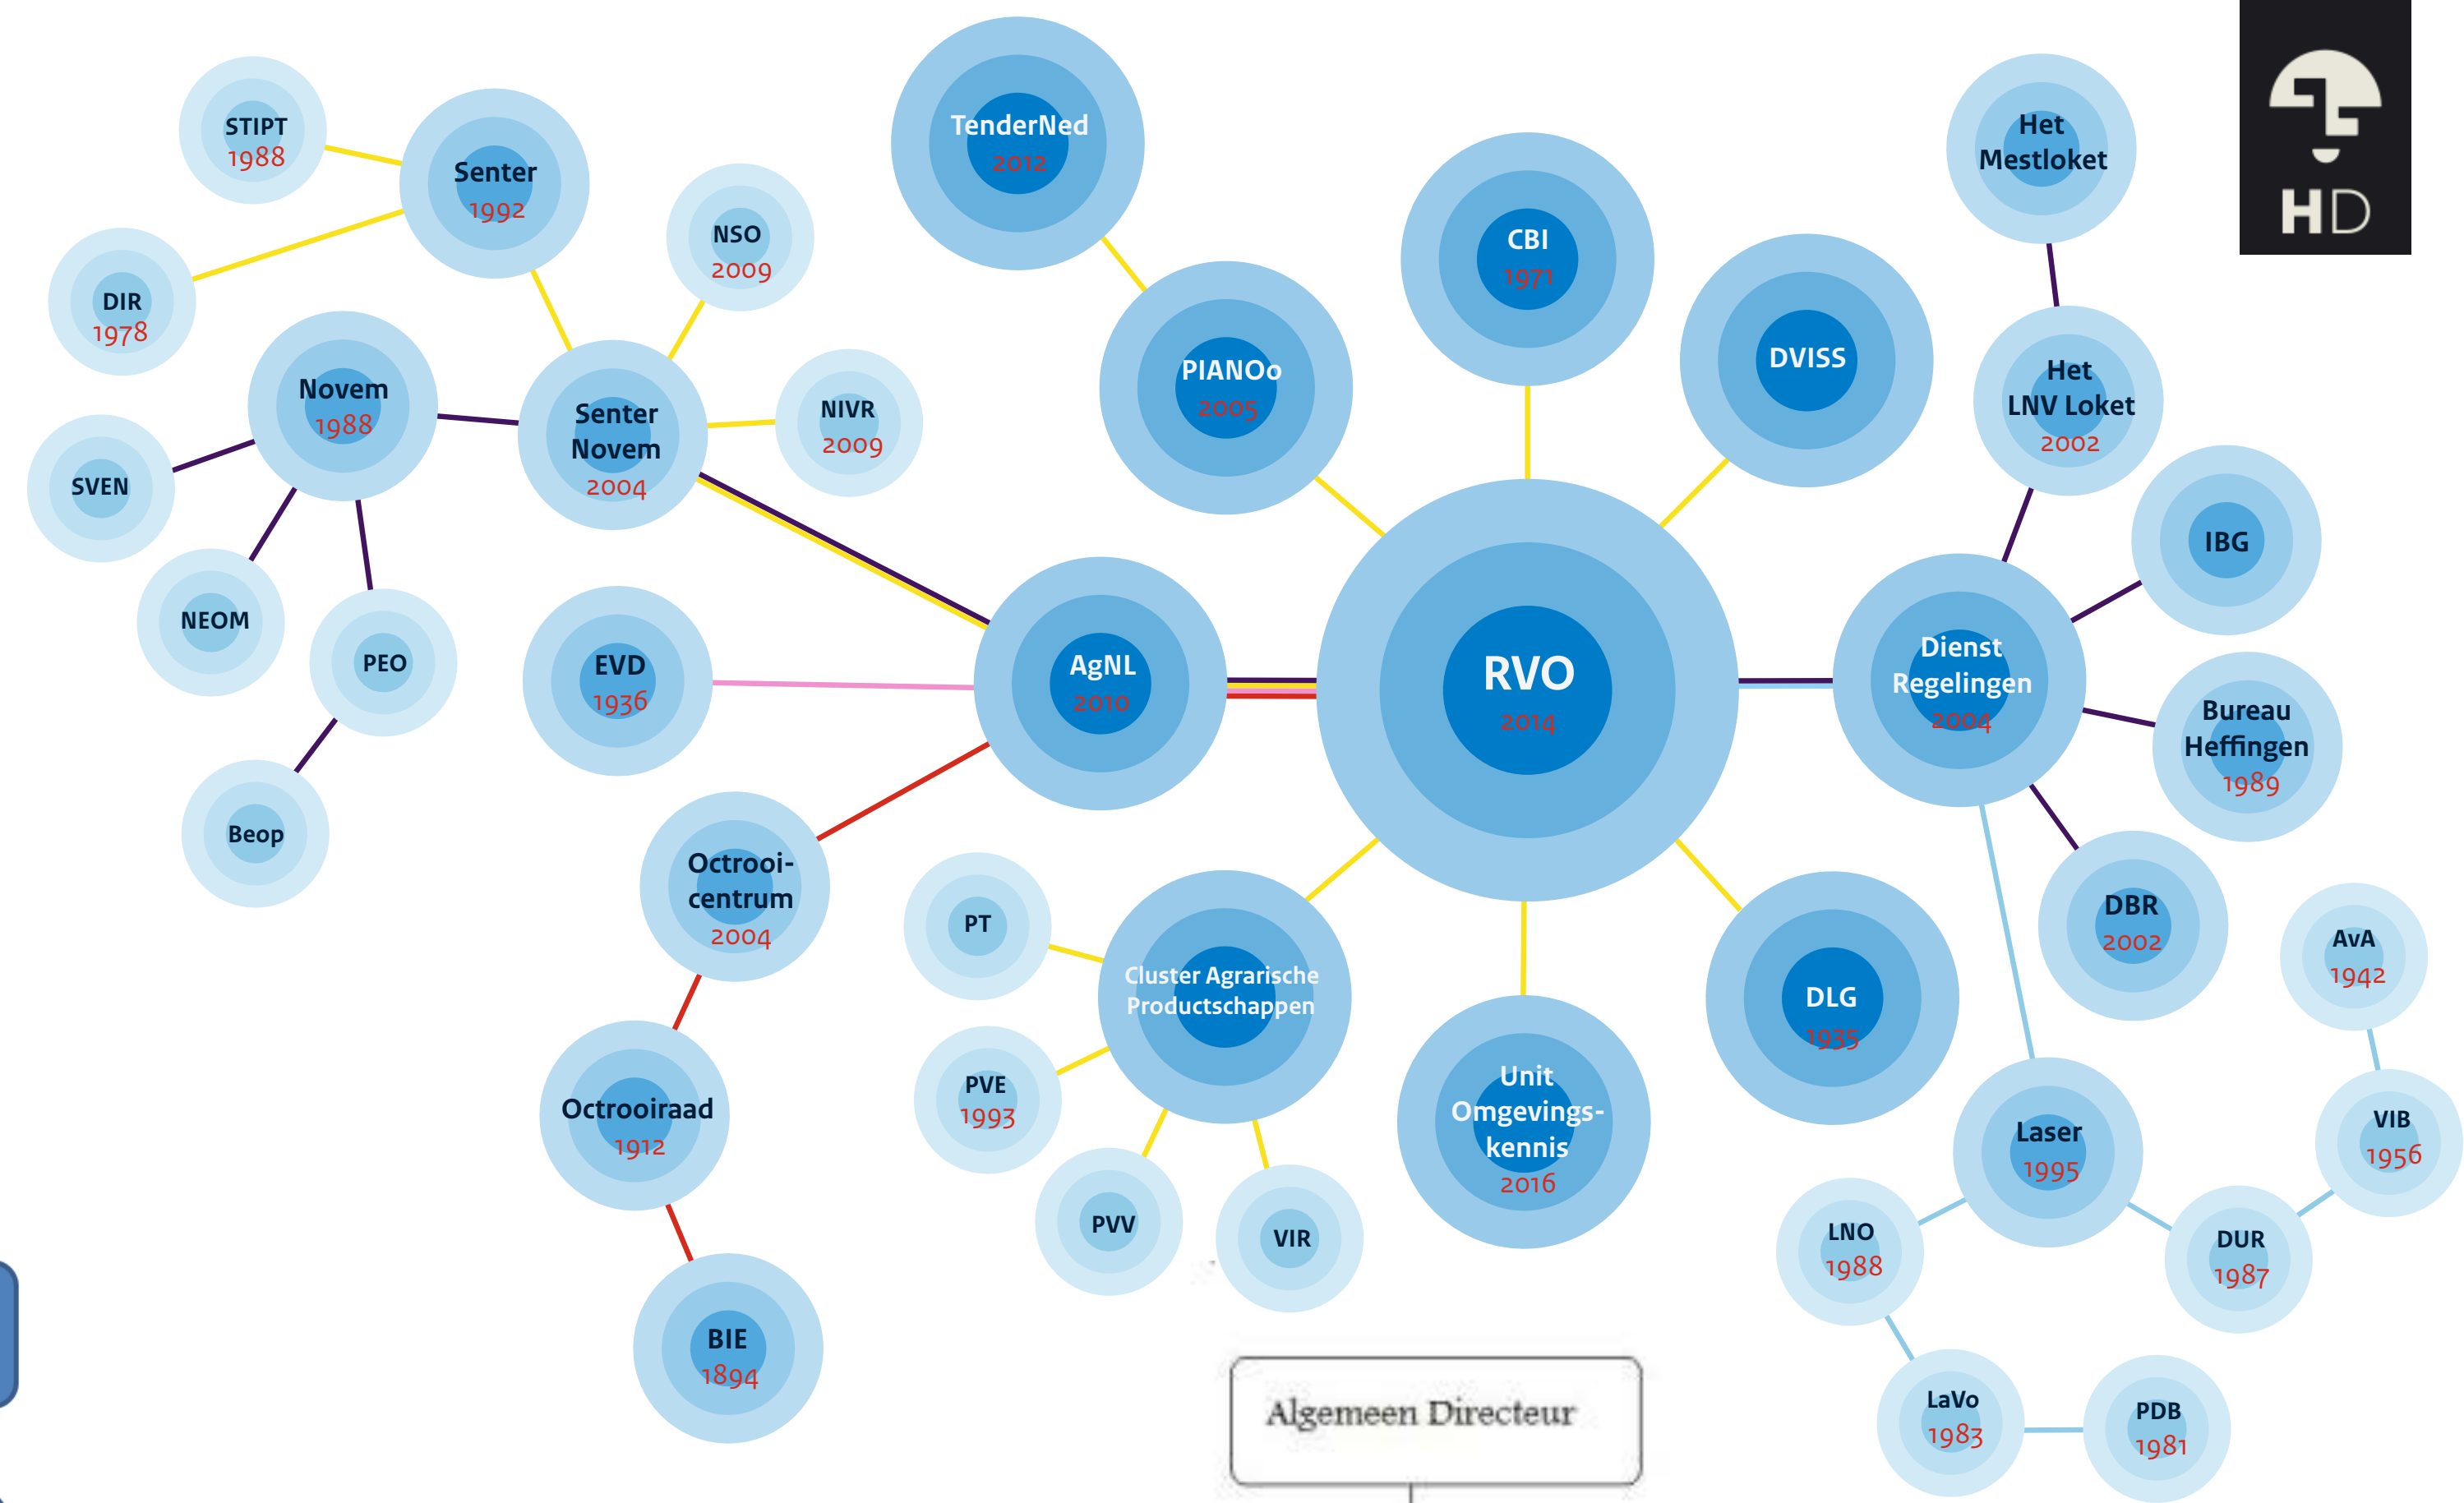 STIPT
1988
Senter
1992
DIR
1978
NSO
2009
Novem
1988
Senter
Novem
2004
NIVR
2009
SVEN
NEOM
PEO
Beop
TenderNed
2012
PIANOo
2005
CBI
1971
DVISS
Het
Mestloket
HD
Het
LNV Loket
2002
IBG
EVD
1936
AgNL
2010
RVO
2014
Dienst
Regelingen
2004
Bureau
Heffingen
1989
Octrooi-
centrum
2004
DBR
2002
AvA
1942
PT
Cluster Agrarische
Productschappen
DLG
1935
PVE
1993
Unit
Omgevings-
kennis
2016
Octrooiraad
1912
Laser
1995
VIB
1956
PVV
VIR
LNO
1988
DUR
1987
BIE
1894
LaVo
1983
PDB
1981
Algemeen Directeur